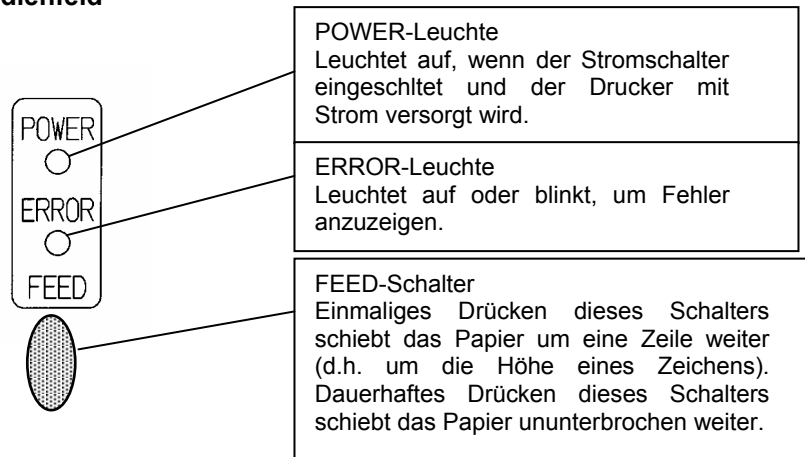 dienfeld
POWER
ERROR
FEED
POWER-Leuchte
Leuchtet auf, wenn der Stromschalter
eingeschltet und der Drucker mit
Strom versorgt wird.
ERROR-Leuchte
Leuchtet auf oder blinkt, um Fehler
anzuzeigen.
FEED-Schalter
Einmaliges Drücken dieses Schalters
schiebt das Papier um eine Zeile weiter
(d.h. um die Höhe eines Zeichens).
Dauerhaftes Drücken dieses Schalters
schiebt das Papier ununterbrochen weiter.